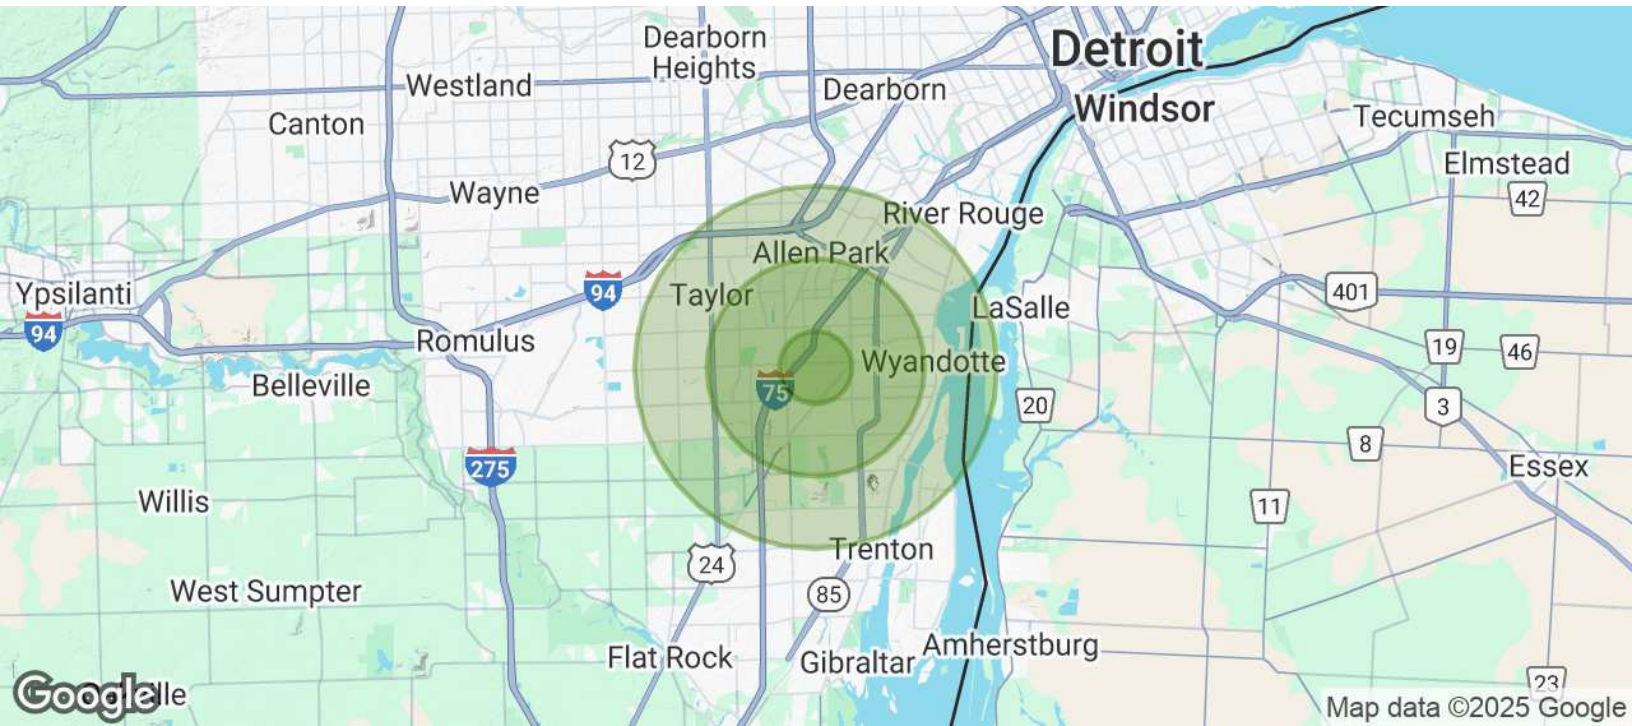 Dearborn
Heights
Detroit
Westland
Dearborn
Windsor
Canton
Tecumseh
12
Elmstead
Wayne
42
River Rouge
Allen Park
Ypsilanti
94
Taylor
401
LaSalle
94
Romulus
Wyandotte
19
46
Belleville
75
20
3
8
275
Essex
Willis
11
Trenton
24
West Sumpter
85
Flat Rock
Gibraltar
Amherstburg
23
Google
Map data ©2025 Google